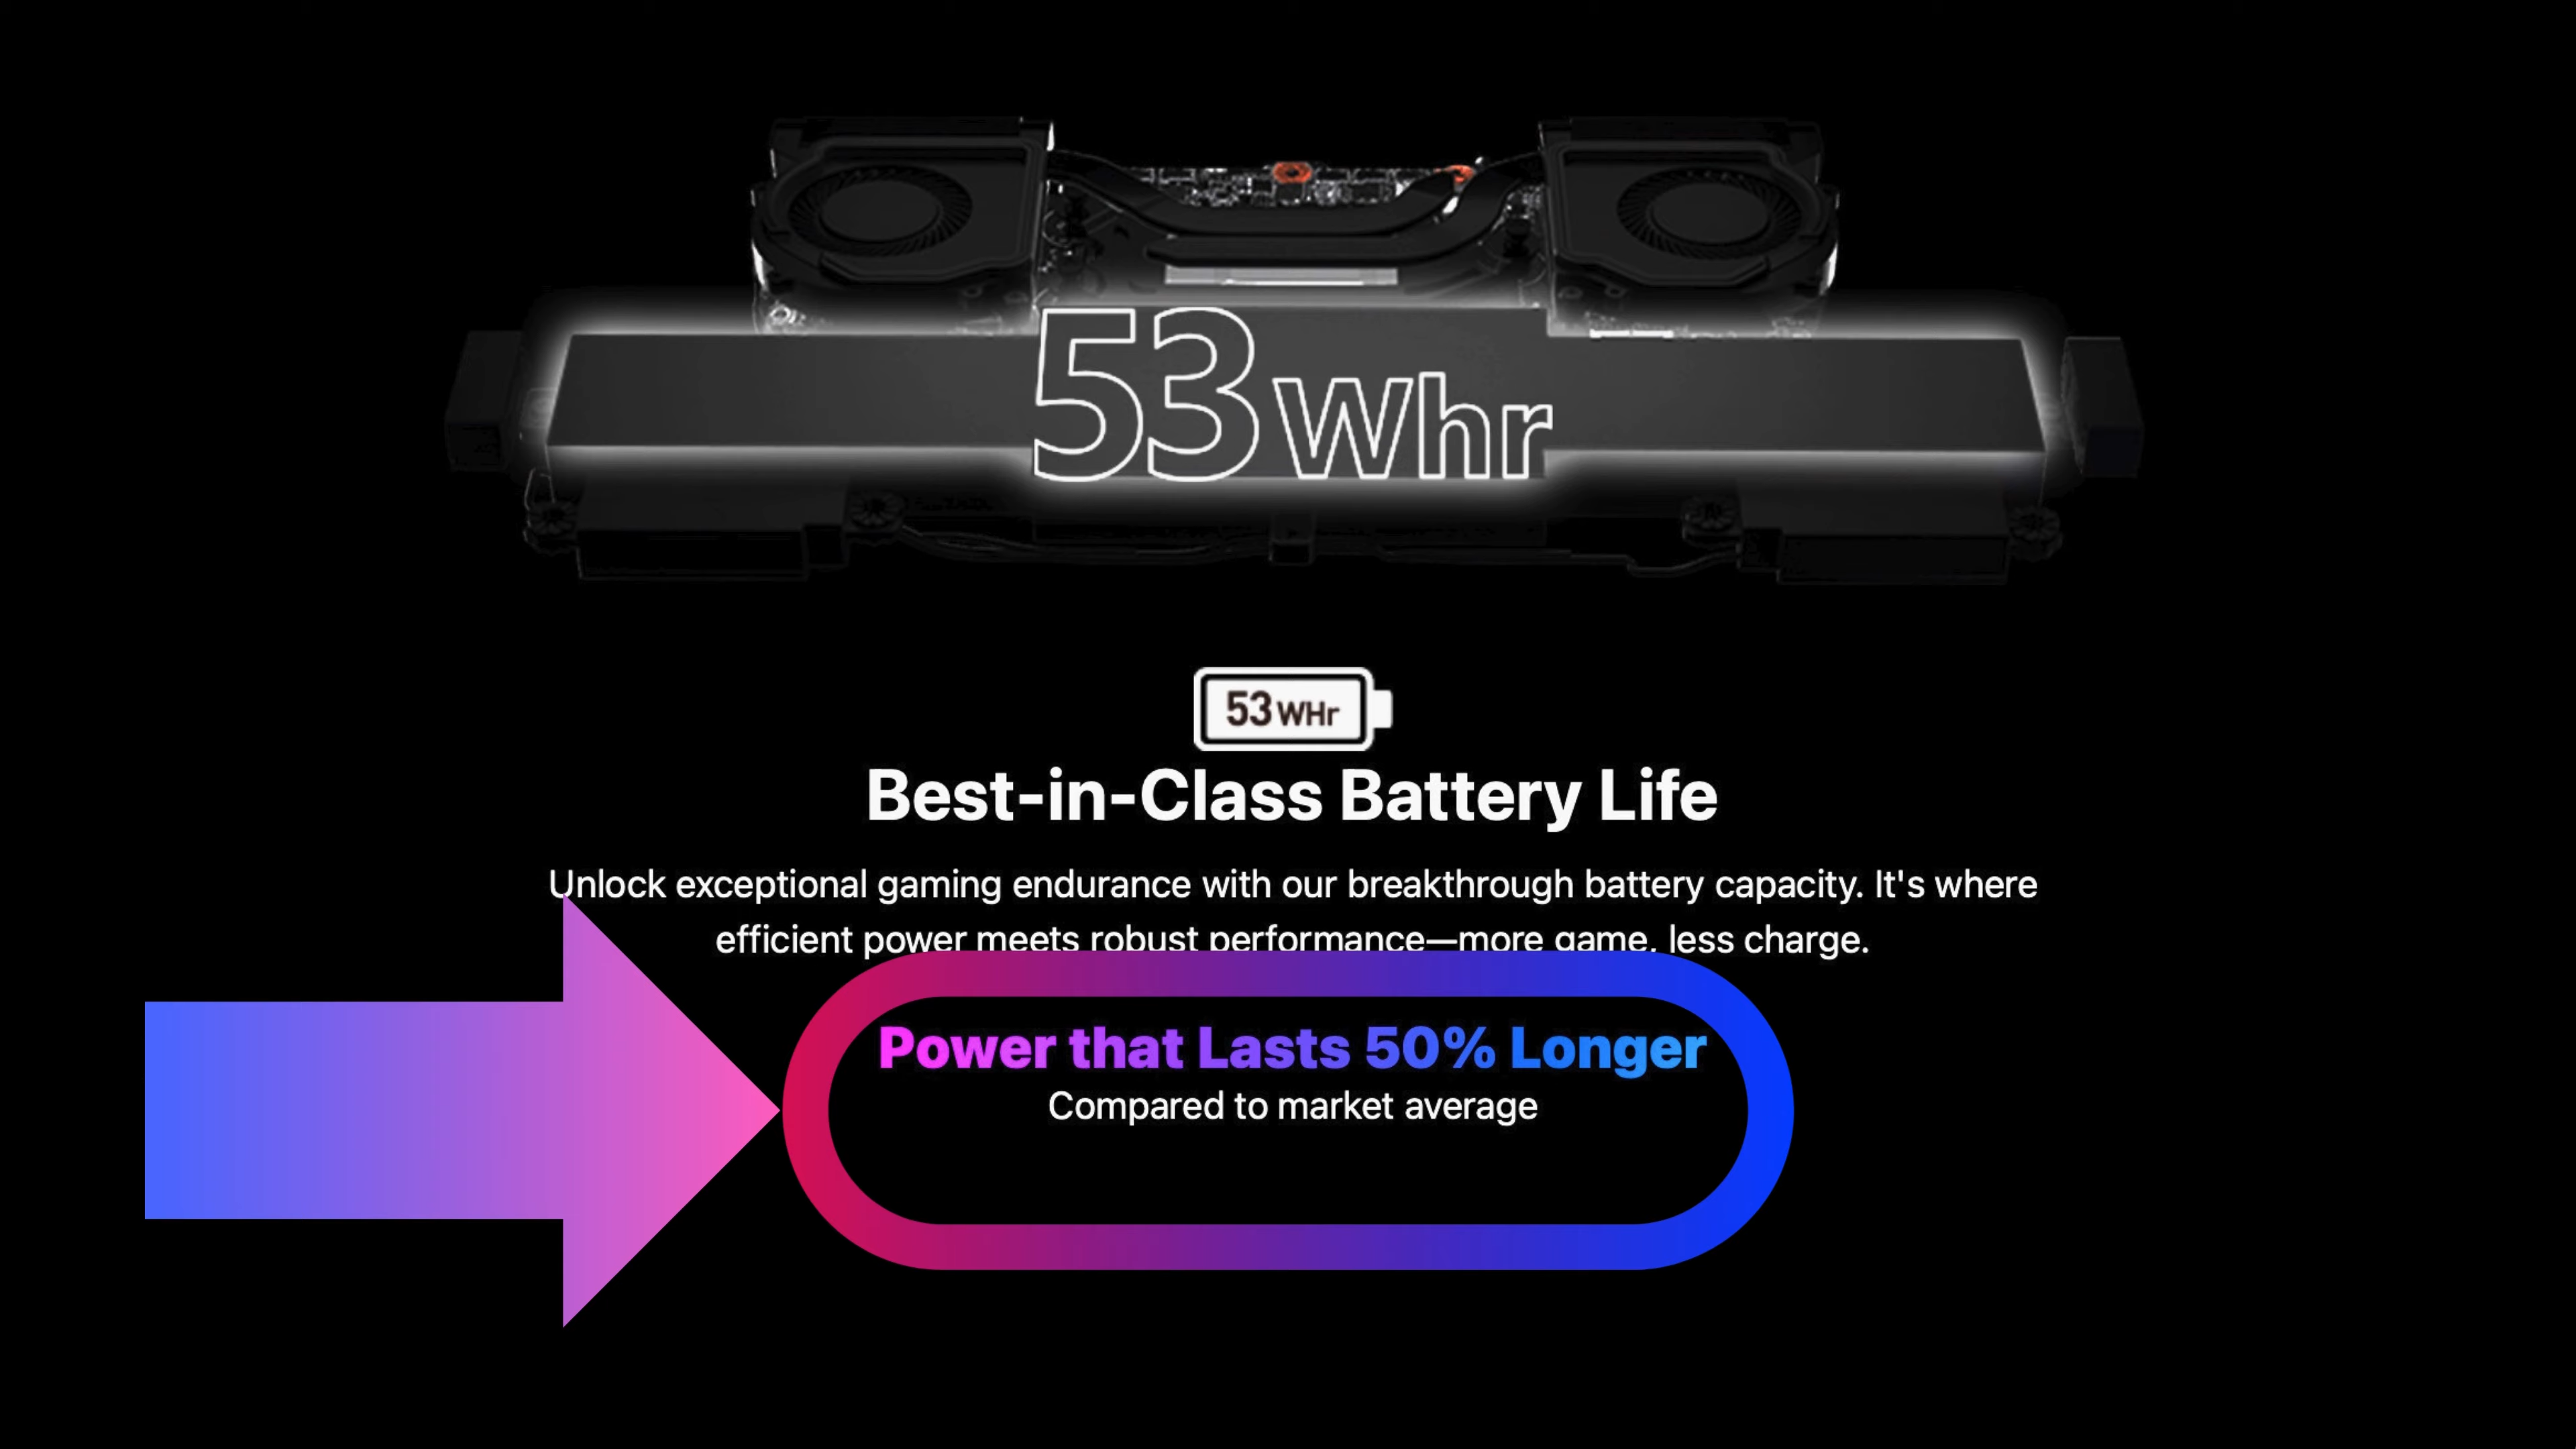 53Whr
53WHr
Best-in-Class Battery Life
Unlock exceptional gaming endurance with our breakthrough battery capacity. It's where
efficient power meets robust performance—more game, less charge.
Power that Lasts 50% Longer
Compared to market average